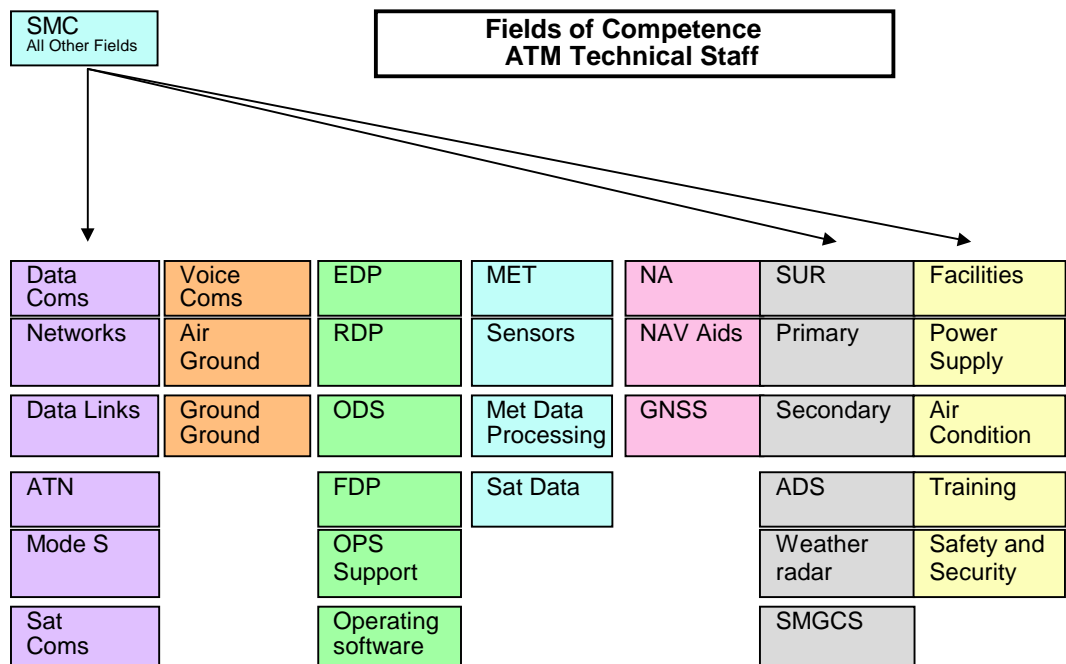 SMC
All Other Fields
Fields of Competence
ATM Technical Staff
Data
Coms
Voice
Coms
EDP
MET
NA
SUR
Facilities
Networks
Air
Ground
RDP
Sensors
NAV Aids
Primary
Power
Supply
Data Links
Ground
Ground
ODS
Met Data
Processing
GNSS
Secondary
Air
Condition
ATN
FDP
Sat Data
ADS
Training
Mode S
OPS
Support
Weather
radar
Safety and
Security
Sat
Coms
Operating
software
SMGCS